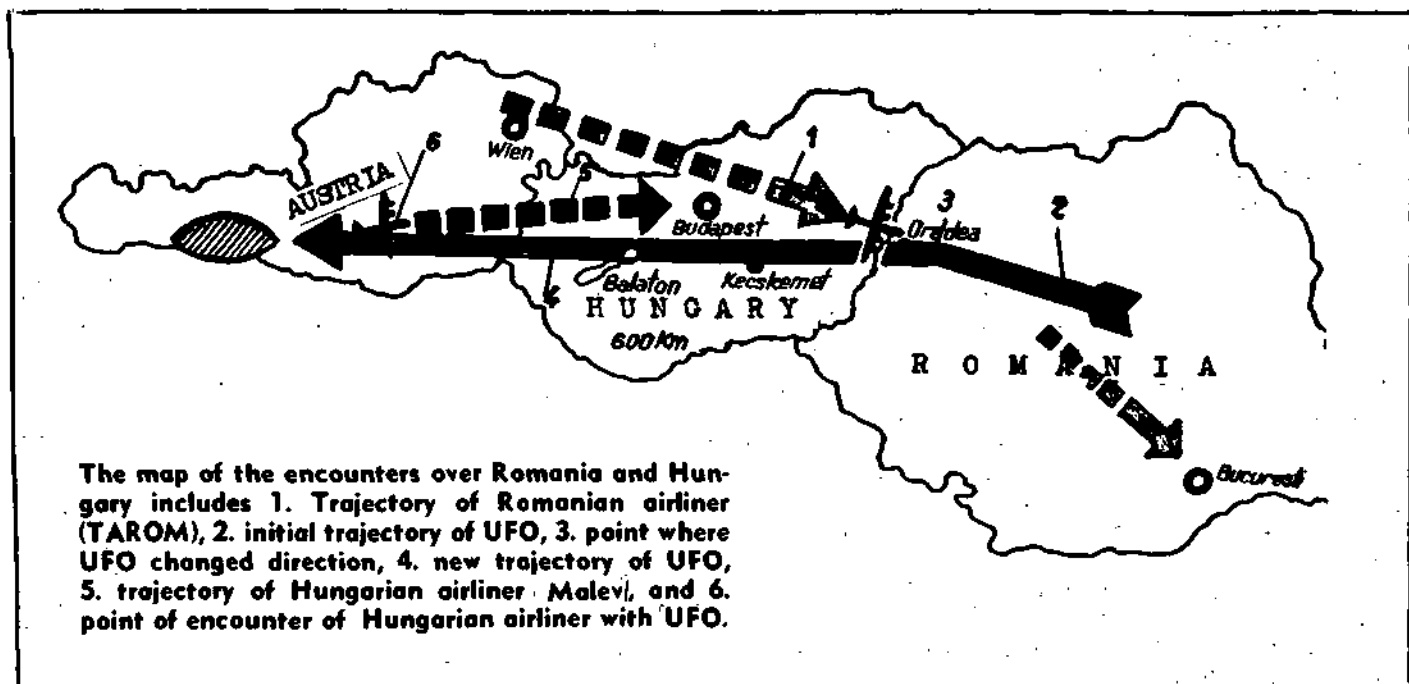 6
1
Wien
AUSTRIA
5
3
2
Budapest
Oradea
Balaton
Kecskemet
4
HUNGARY
600 km
ROMANIA
Bucuresti
The map of the encounters over Romania and Hun-
gary includes 1. Trajectory of Romanian airliner
(TAROM), 2. initial trajectory of UFO, 3. point where
UFO changed direction, 4. new trajectory of UFO,
5. trajectory of Hungarian airliner Malev, and 6.
point of encounter of Hungarian airliner with UFO.